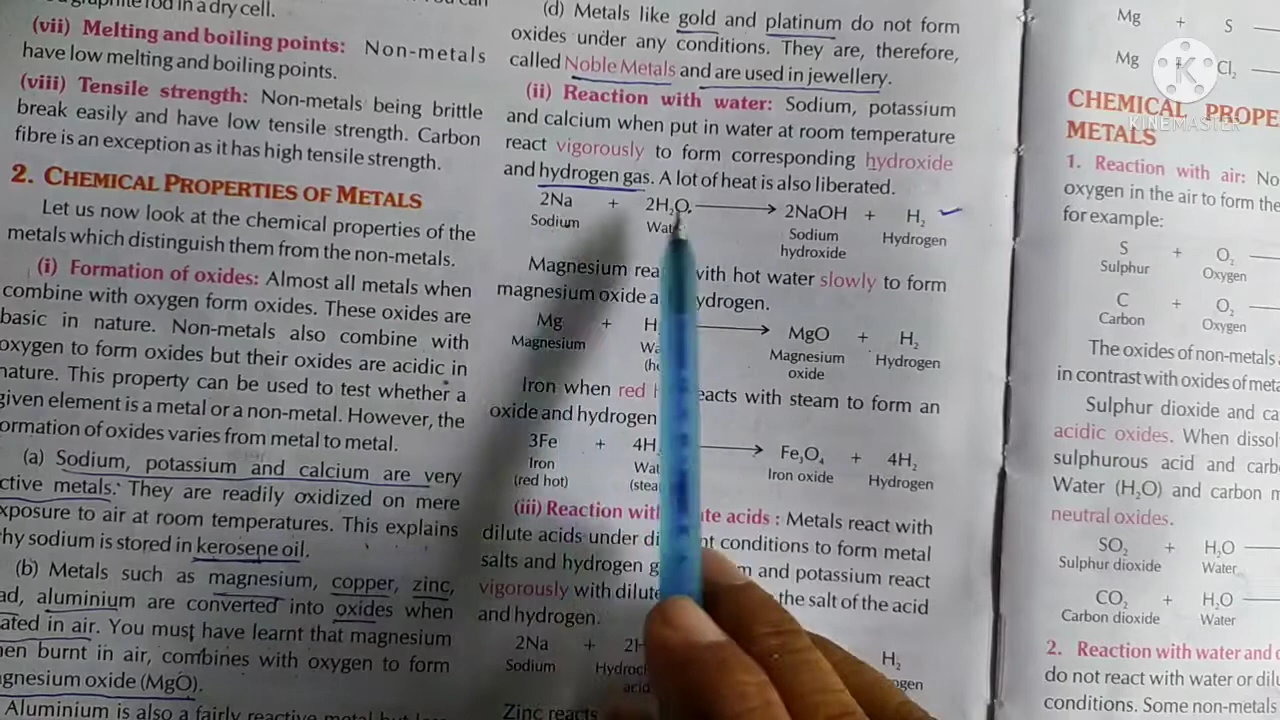 graphite rod in a dry cell.
(vii) Melting and boiling points: Non-metals
have low melting and boiling points.
(viii) Tensile strength: Non-metals being brittle
break easily and have low tensile strength. Carbon
fibre is an exception as it has high tensile strength.
2. CHEMICAL PROPERTIES OF METALS
Let us now look at the chemical properties of the
metals which distinguish them from the non-metals.
(i) Formation of oxides: Almost all metals when
combine with oxygen form oxides. These oxides are
basic in nature. Non-metals also combine with
oxygen to form oxides but their oxides are acidic in
nature. This property can be used to test whether a
given element is a metal or a non-metal. However, the
ormation of oxides varies from metal to metal.
(a) Sodium, potassium and calcium are very
ctive metals. They are readily oxidized on mere
xposure to air at room temperatures. This explains
hy sodium is stored in kerosene oil.
(b) Metals such as magnesium, copper, zinc,
ad, aluminium are converted into oxides when
ated in air. You must have learnt that magnesium
en burnt in air, combines with oxygen to form
gnesium oxide (MgO).
Aluminium is also a fairly reactive metal but
(d) Metals like gold and platinum do not form
oxides under any conditions. They are, therefore,
called Noble Metals and are used in jewellery.
(ii) Reaction with water: Sodium, potassium
and calcium when put in water at room temperature
react vigorously to form corresponding hydroxide
and hydrogen gas. A lot of heat is also liberated.
2Na + 2H₂O ⟶ 2NaOH + H₂
Sodium Wat Sodium hydroxide Hydrogen
Magnesium rea with hot water slowly to form
magnesium oxide a ydrogen.
Mg + H ⟶ MgO + H₂
Magnesium Wa Magnesium oxide Hydrogen
(h
Iron when red h eacts with steam to form an
oxide and hydrogen
3Fe + 4H₂ ⟶ Fe₃O₄ + 4H₂
Iron Wat Iron oxide Hydrogen
(red hot) (stea
(iii) Reaction wit ute acids : Metals react with
dilute acids under di nt conditions to form metal
salts and hydrogen g m and potassium react
vigorously with dilute the salt of the acid
and hydrogen.
2Na + 2H H₂
Sodium Hydroch gen
acid
Zinc reacts
Mg + S
Mg + Cl₂
CHEMICAL PROPE
METALS
1. Reaction with air: No
oxygen in the air to form the
for example:
S + O₂
Sulphur Oxygen
C + O₂
Carbon Oxygen
The oxides of non-metals
in contrast with oxides of meta
Sulphur dioxide and ca
acidic oxides. When dissol
sulphurous acid and carb
Water (H₂O) and carbon m
neutral oxides.
SO₂ + H₂O
Sulphur dioxide Water
CO₂ + H₂O
Carbon dioxide Water
2. Reaction with water and
do not react with water or dilu
conditions. Some non-metals
K
KINEMASTER